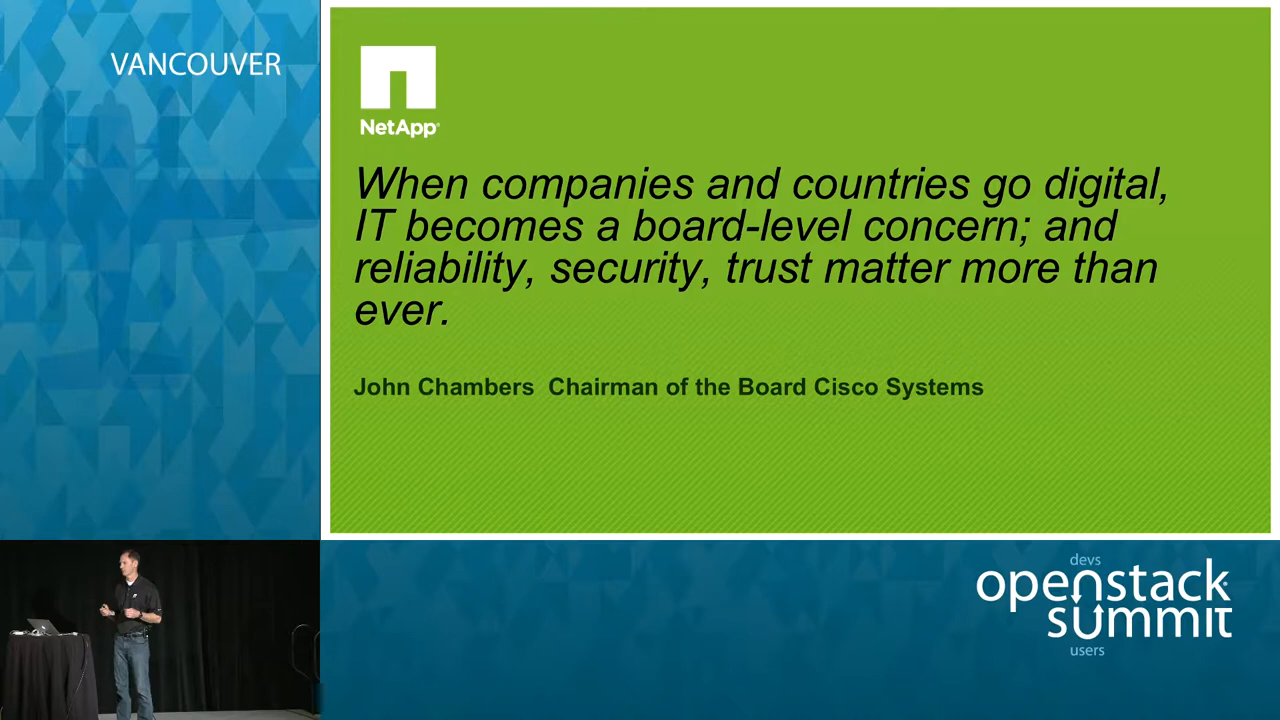 VANCOUVER
NetApp®
When companies and countries go digital,
IT becomes a board-level concern; and
reliability, security, trust matter more than
ever.
John Chambers  Chairman of the Board Cisco Systems
devs
openstack
summit
users